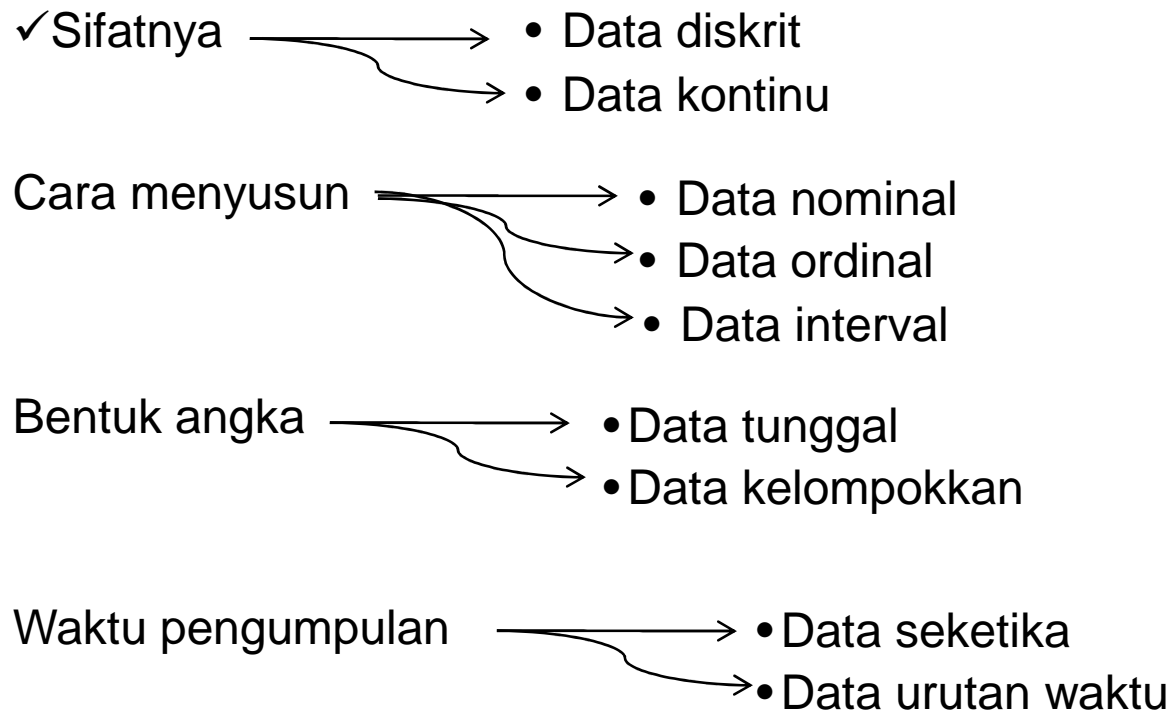 ✓Sifatnya • Data diskrit
• Data kontinu
Cara menyusun • Data nominal
• Data ordinal
• Data interval
Bentuk angka • Data tunggal
• Data kelompokkan
Waktu pengumpulan • Data seketika
• Data urutan waktu